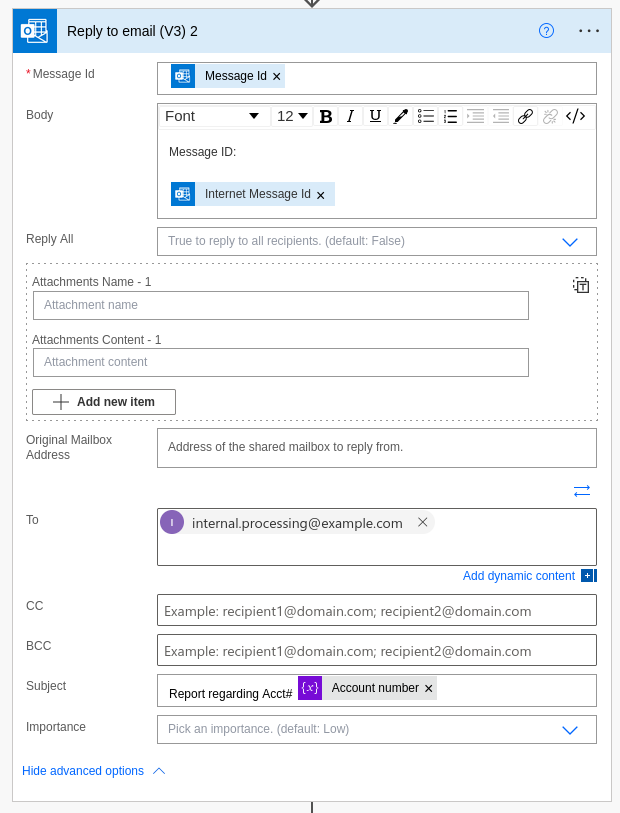 Reply to email (V3) 2
*Message Id
Message Id ×
Body
Font 12 B I U </>
Message ID:
Internet Message Id ×
Reply All
True to reply to all recipients. (default: False)
Attachments Name - 1
Attachment name
Attachments Content - 1
Attachment content
Add new item
Original Mailbox
Address
Address of the shared mailbox to reply from.
To
I internal.processing@example.com ×
Add dynamic content +
CC
Example: recipient1@domain.com; recipient2@domain.com
BCC
Example: recipient1@domain.com; recipient2@domain.com
Subject
Report regarding Acct# {x} Account number ×
Importance
Pick an importance. (default: Low)
Hide advanced options